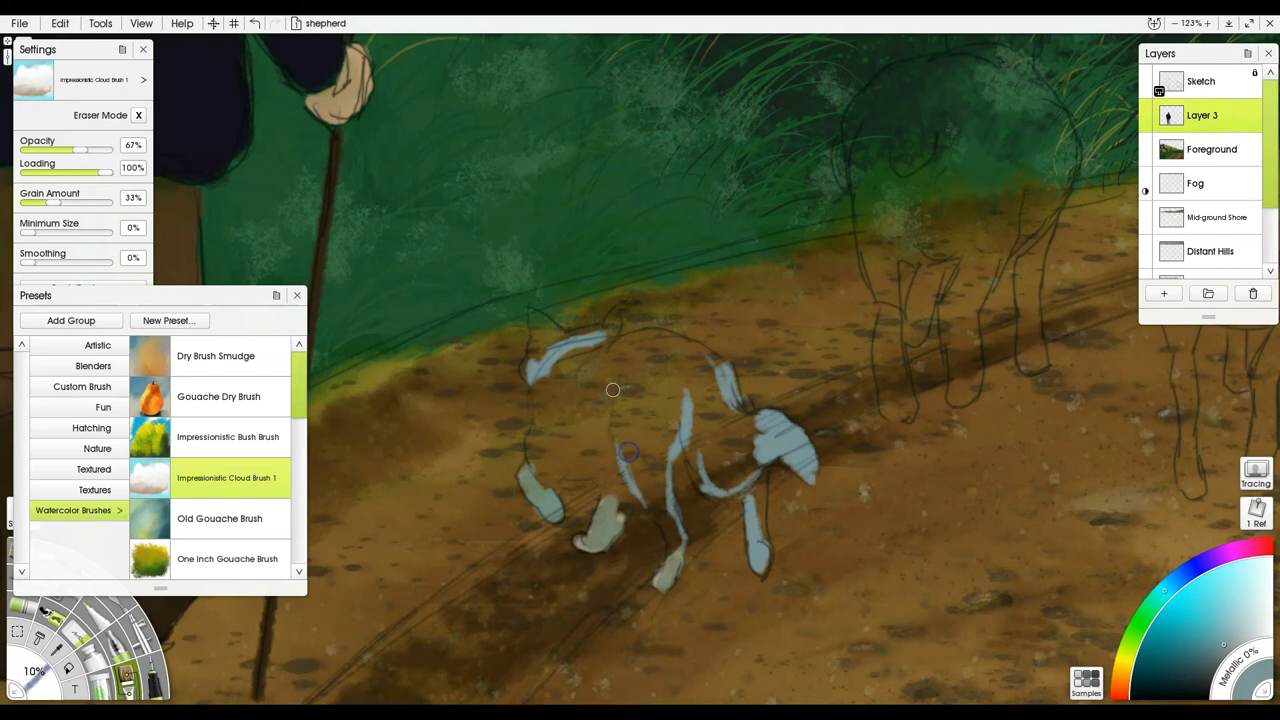 File Edit Tools View Help shepherd 123%
Settings
Impressionistic Cloud Brush 1 >
Eraser Mode X
Opacity 67%
Loading 100%
Grain Amount 33%
Minimum Size 0%
Smoothing 0%
Presets
Add Group New Preset...
Artistic
Blenders
Custom Brush
Fun
Hatching
Nature
Textured
Textures
Watercolor Brushes >
Dry Brush Smudge
Gouache Dry Brush
Impressionistic Bush Brush
Impressionistic Cloud Brush 1
Old Gouache Brush
One Inch Gouache Brush
10%
T
Layers
Sketch
Layer 3
Foreground
Fog
Mid-ground Shore
Distant Hills
Tracing
1 Ref
Metallic 0%
Samples